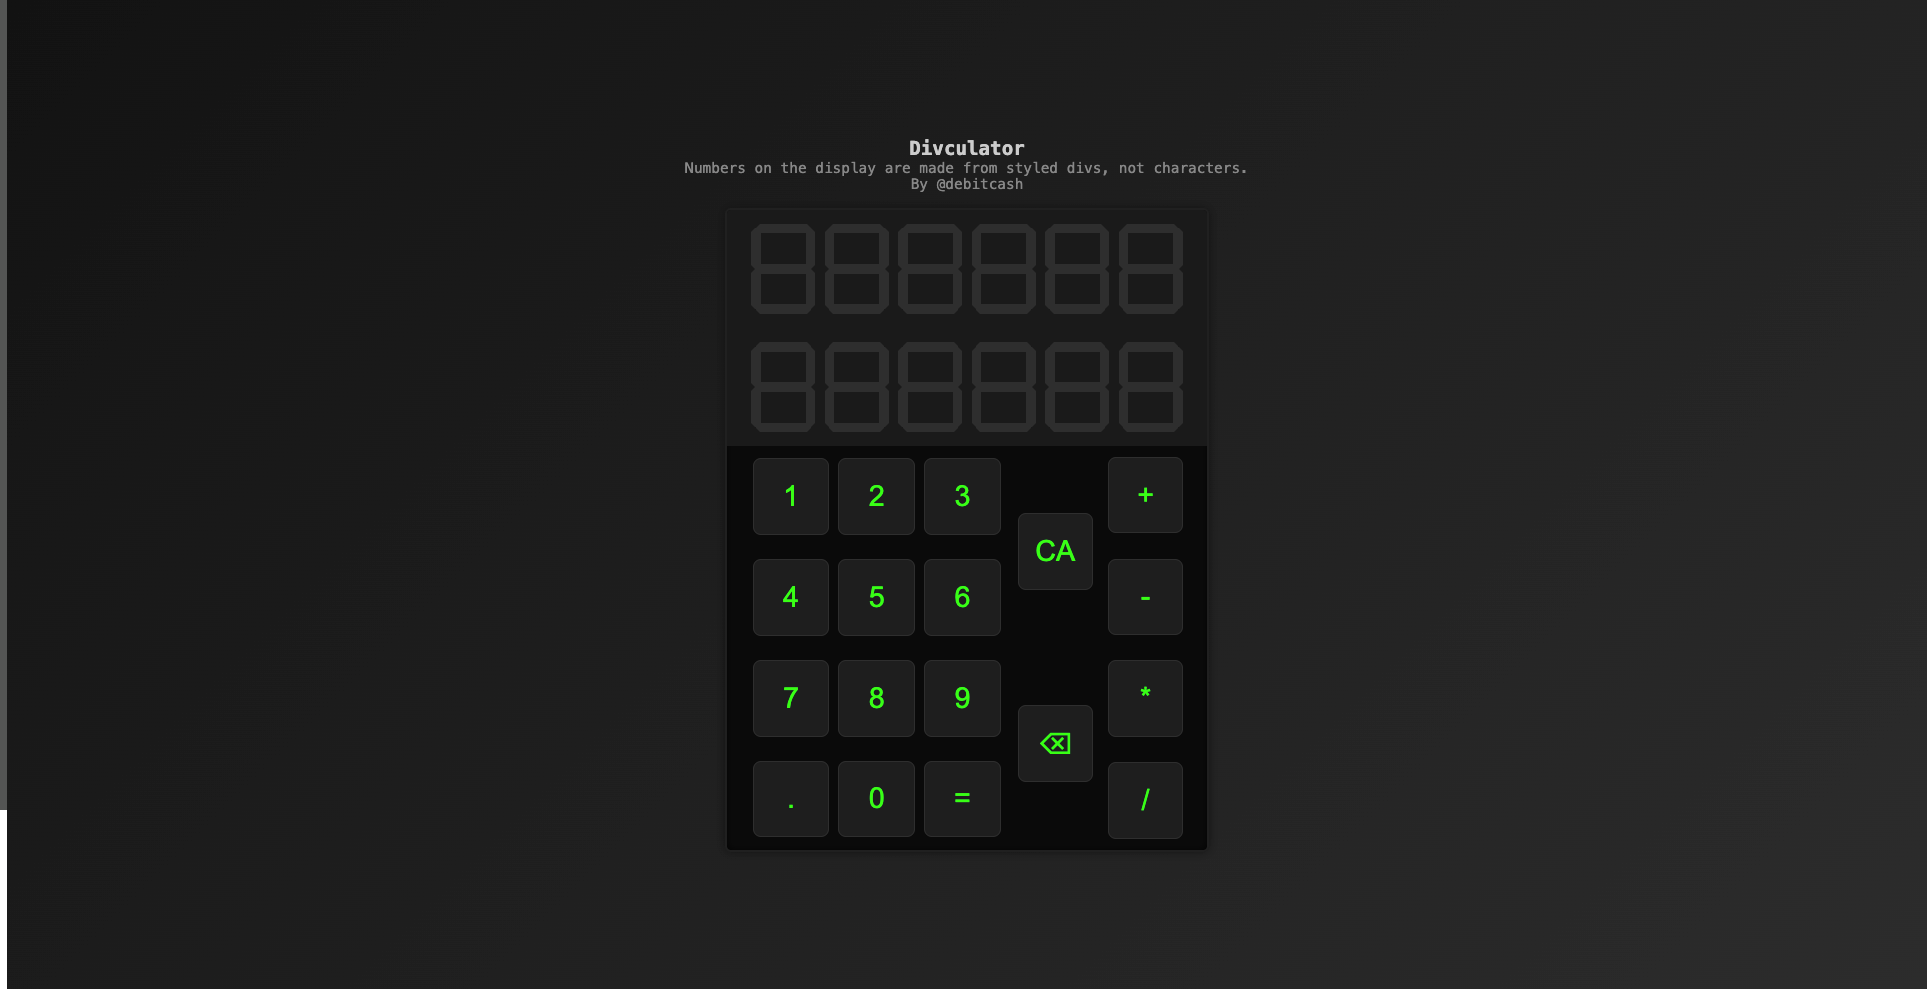 Divculator
Numbers on the display are made from styled divs, not characters.
By @debitcash
1 2 3 +
CA
4 5 6 -
7 8 9 *
⌫
. 0 = /